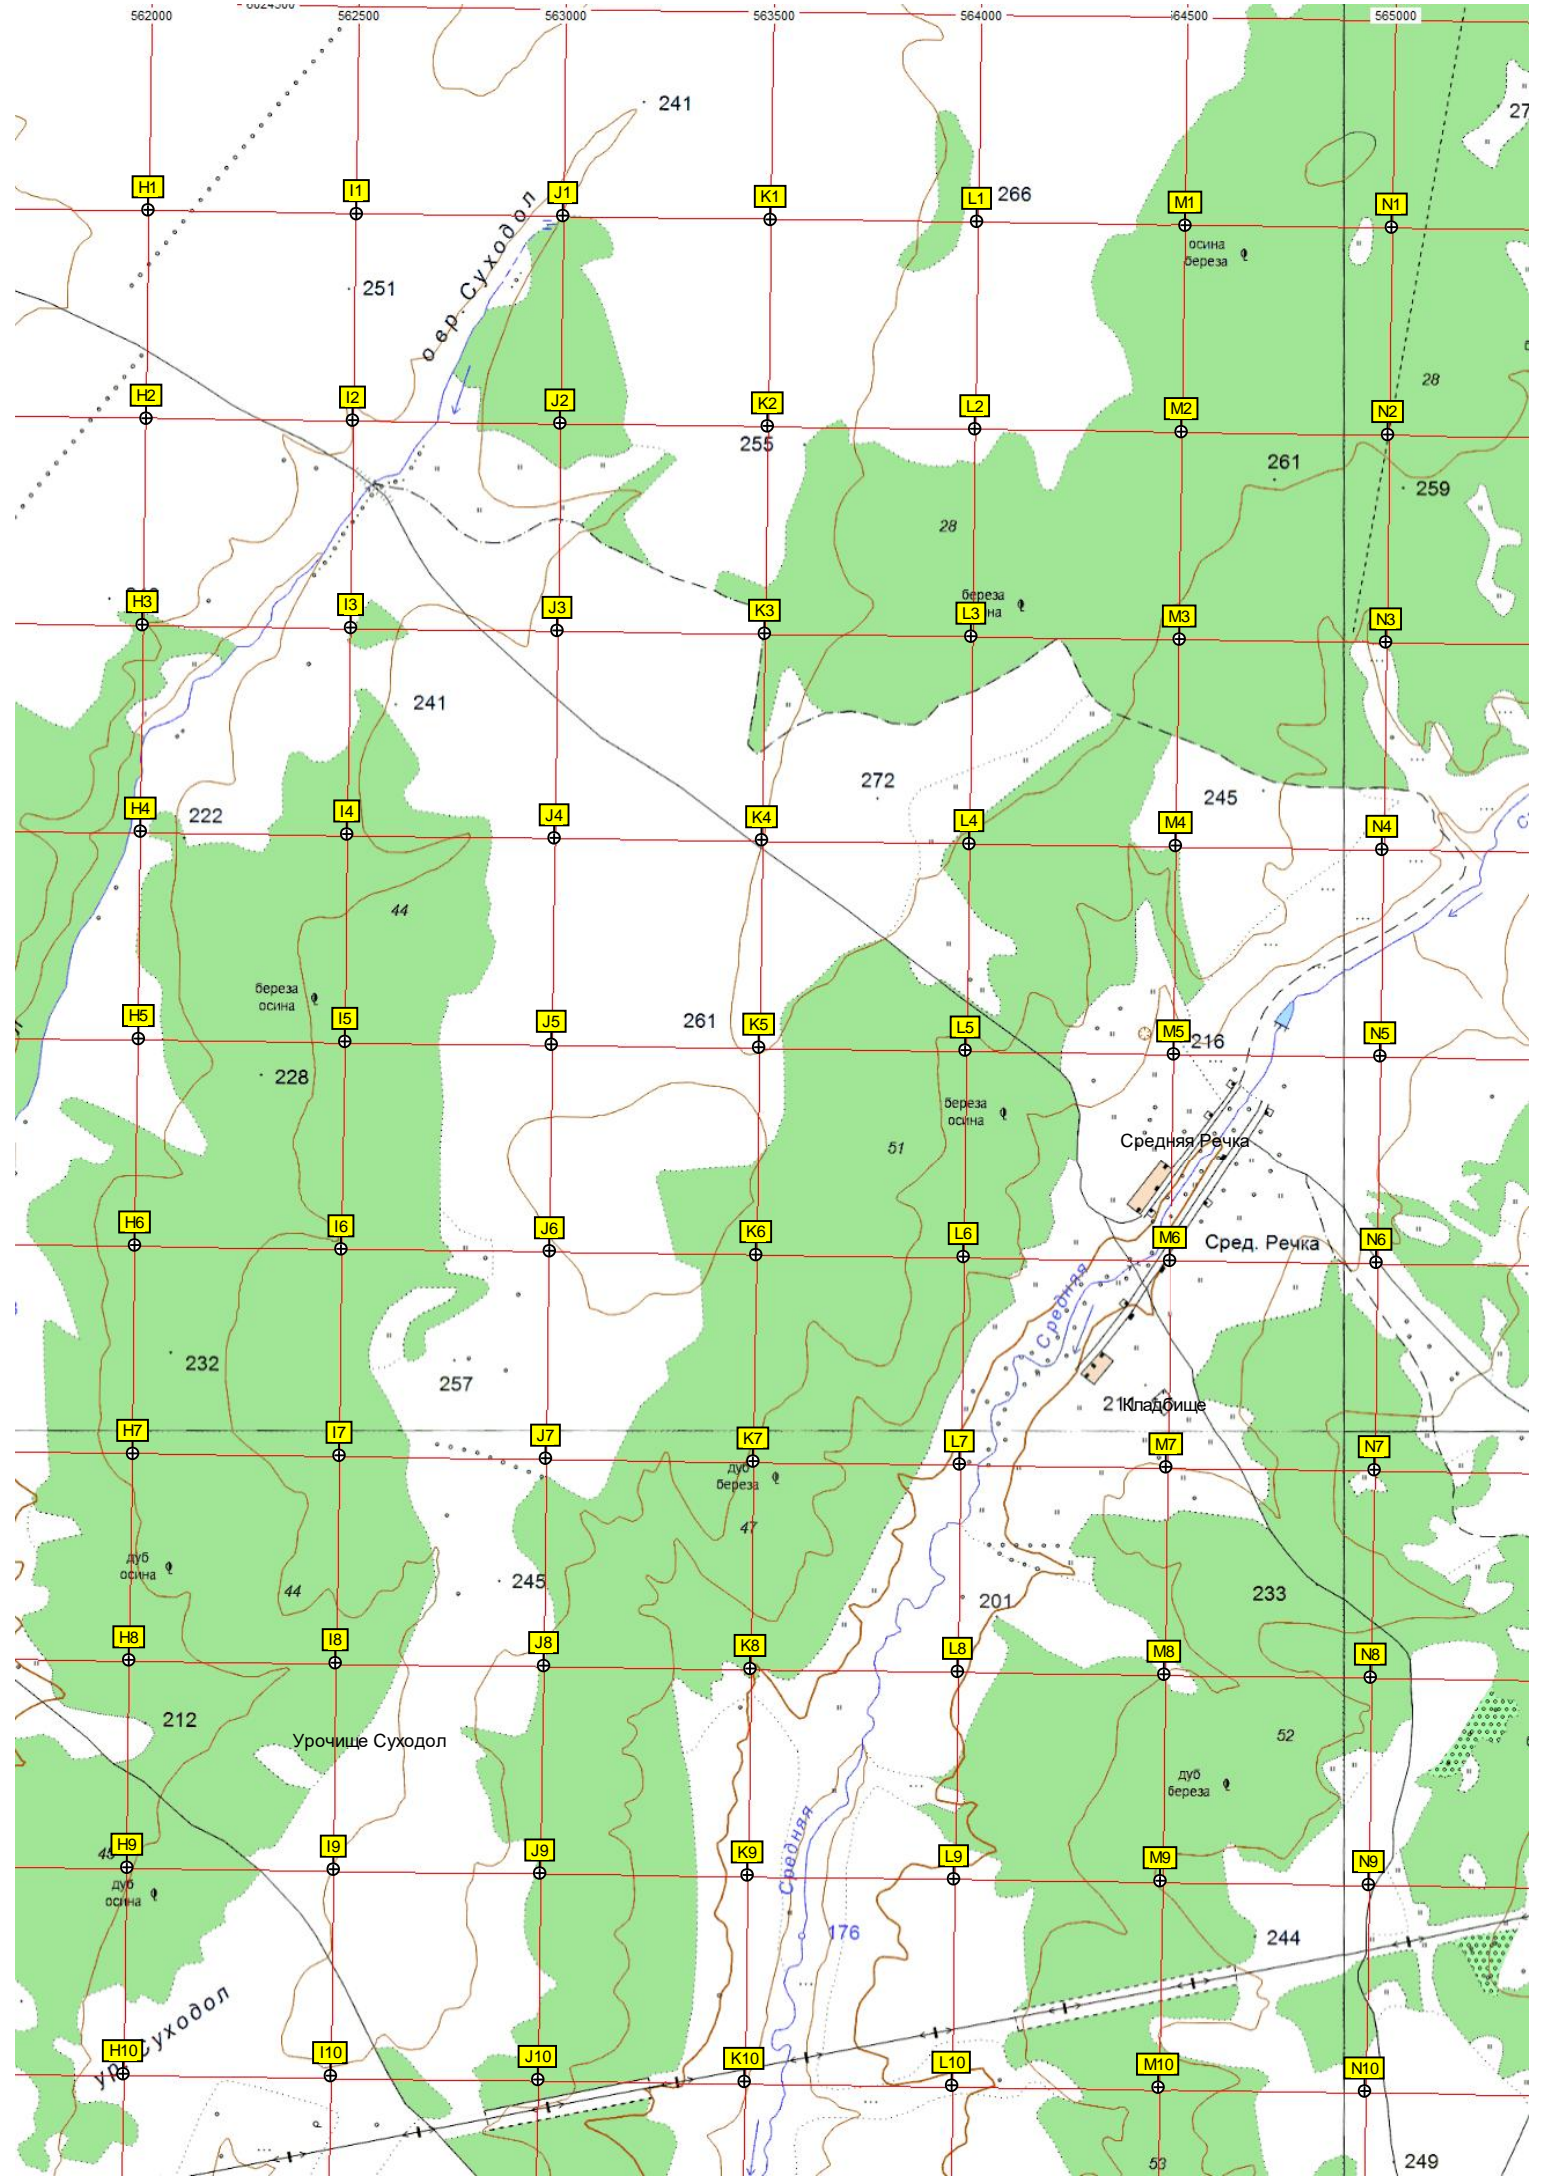 562000 562500 563000 563500 564000 565000
241
27
H1 I1 J1 K1 L1 266 M1 N1
овр. Суходол
осина
береза
251
28
H2 I2 J2 K2 L2 M2 N2
255
261
259
28
береза
H3 I3 J3 K3 L3 M3 N3
241
272
245
H4 222 I4 J4 K4 L4 M4 N4
44
береза
осина
H5 I5 J5 261 K5 L5 M5 216 N5
228
береза
осина
51
Средняя Речка
H6 I6 J6 K6 L6 M6 Сред. Речка N6
Средняя
232
257
Кладбище
H7 I7 J7 K7 L7 M7 N7
дуб
береза
47
дуб
осина
44
245
201
233
H8 I8 J8 K8 L8 M8 N8
212
Урочище Суходол
52
дуб
береза
Средняя
H9 I9 J9 K9 L9 M9 N9
дуб
осина
176
244
ур. Суходол
H10 I10 J10 K10 L10 M10 N10
53
249